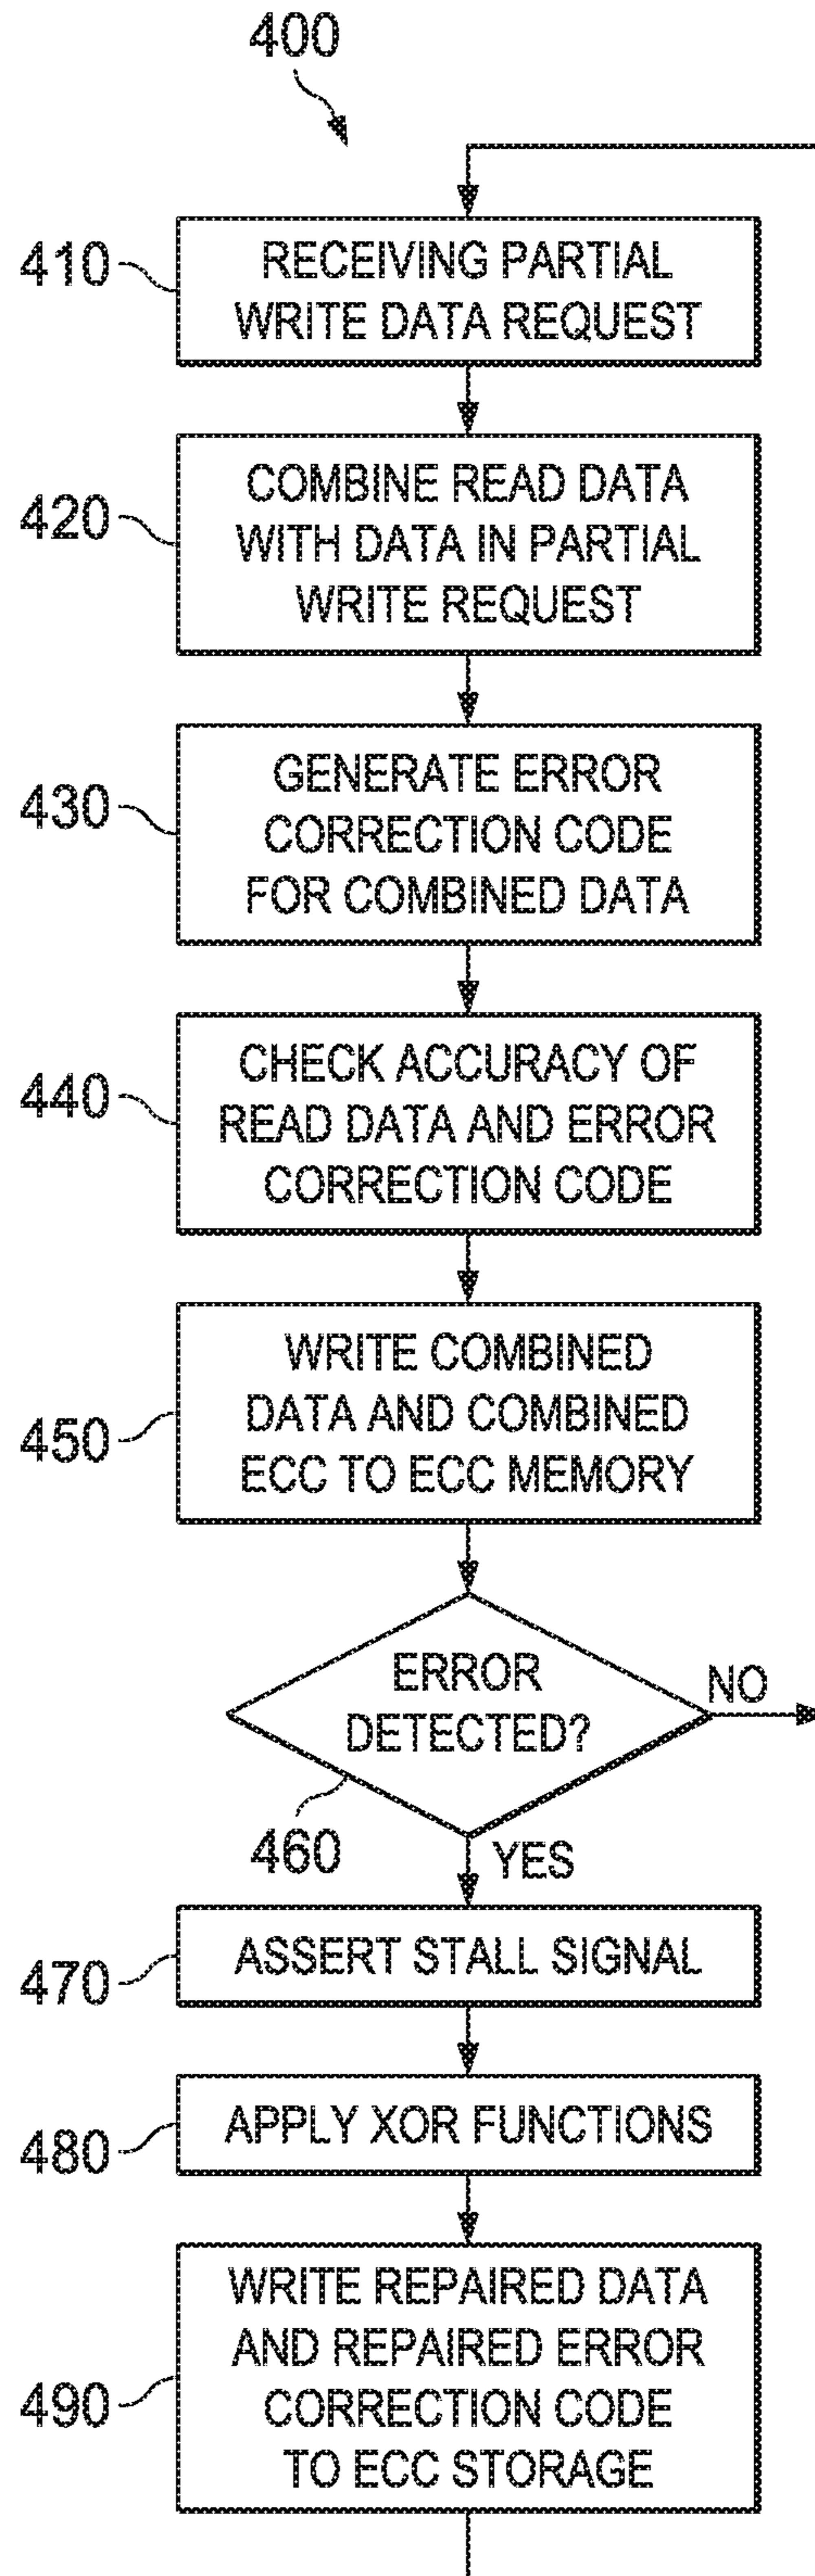 400
410
RECEIVING PARTIAL
WRITE DATA REQUEST
420
COMBINE READ DATA
WITH DATA IN PARTIAL
WRITE REQUEST
430
GENERATE ERROR
CORRECTION CODE
FOR COMBINED DATA
440
CHECK ACCURACY OF
READ DATA AND ERROR
CORRECTION CODE
450
WRITE COMBINED
DATA AND COMBINED
ECC TO ECC MEMORY
ERROR
DETECTED?
NO
460
YES
470
ASSERT STALL SIGNAL
480
APPLY XOR FUNCTIONS
490
WRITE REPAIRED DATA
AND REPAIRED ERROR
CORRECTION CODE
TO ECC STORAGE